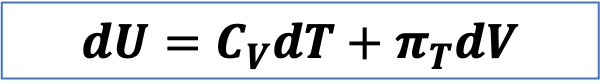 dU = C_V dT + π_T dV